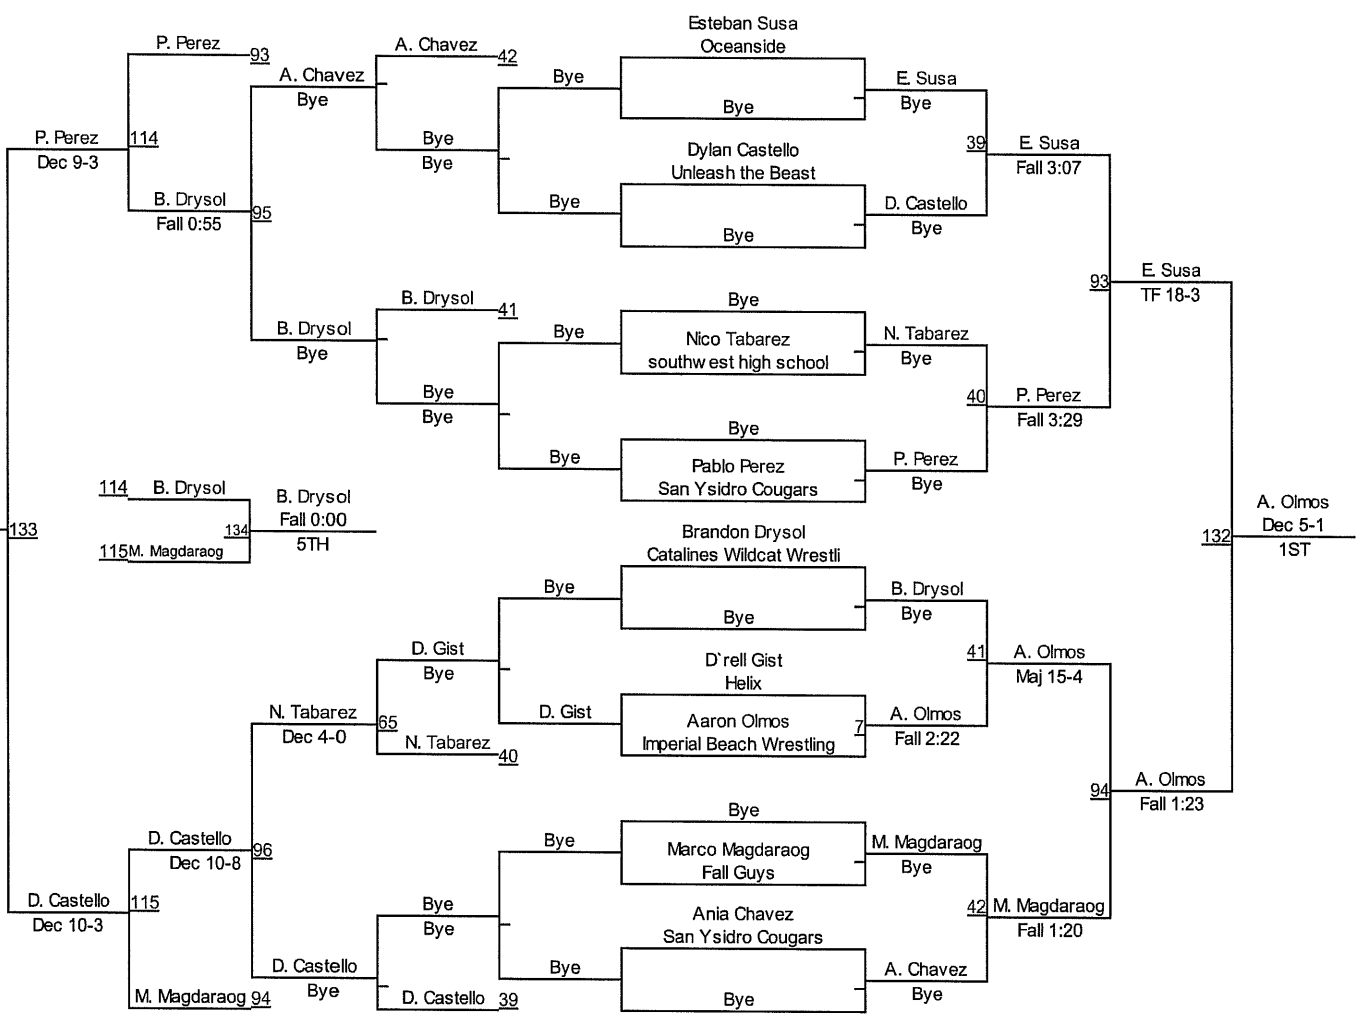 Esteban Susa
Oceanside
P. Perez
93
A. Chavez
42
A. Chavez
Bye
Bye
E. Susa
Bye
Bye
P. Perez
Dec 9-3
114
Bye
Bye
Dylan Castello
Unleash the Beast
39
E. Susa
Fall 3:07
B. Drysol
Fall 0:55
95
Bye
Bye
D. Castello
Bye
B. Drysol
41
Bye
93
E. Susa
TF 18-3
B. Drysol
Bye
Bye
Nico Tabarez
southwest high school
N. Tabarez
Bye
Bye
Bye
40
P. Perez
Fall 3:29
Bye
Bye
Pablo Perez
San Ysidro Cougars
P. Perez
Bye
114
B. Drysol
B. Drysol
Fall 0:00
5TH
133
134
115
M. Magdaraog
Brandon Drysol
Catalines Wildcat Wrestli
132
A. Olmos
Dec 5-1
1ST
Bye
Bye
B. Drysol
Bye
D. Gist
Bye
D`rell Gist
Helix
41
A. Olmos
Maj 15-4
N. Tabarez
Dec 4-0
65
N. Tabarez
40
D. Gist
Aaron Olmos
Imperial Beach Wrestling
7
A. Olmos
Fall 2:22
94
A. Olmos
Fall 1:23
D. Castello
Dec 10-8
96
Bye
Bye
Marco Magdaraog
Fall Guys
M. Magdaraog
Bye
D. Castello
Dec 10-3
115
Bye
Bye
Ania Chavez
San Ysidro Cougars
42
M. Magdaraog
Fall 1:20
D. Castello
Bye
Bye
Bye
A. Chavez
Bye
M. Magdaraog
94
D. Castello
39